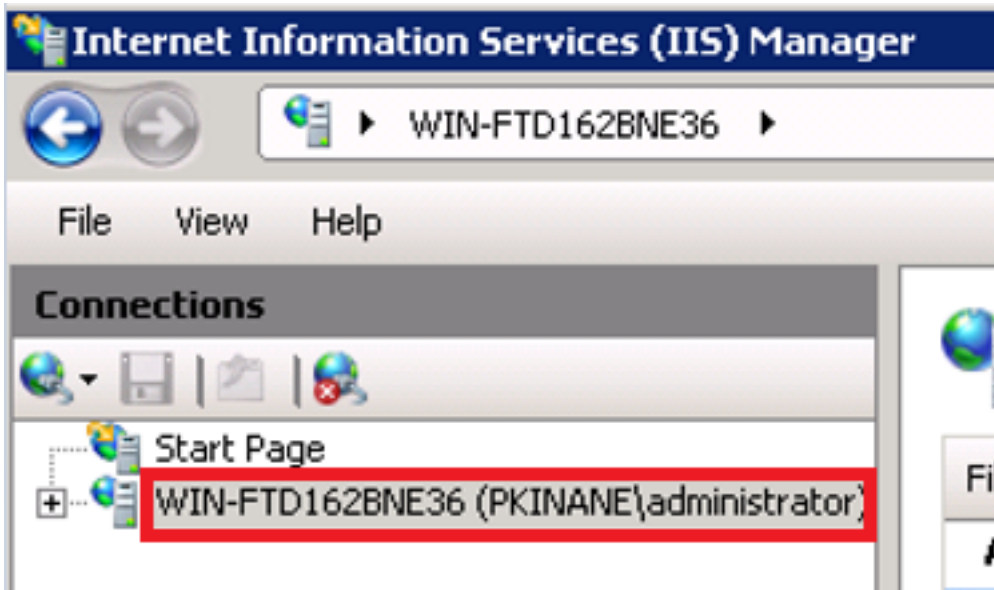 Internet Information Services (IIS) Manager
WIN-FTD162BNE36
File View Help
Connections
Start Page
WIN-FTD162BNE36 (PKINANE\administrator)